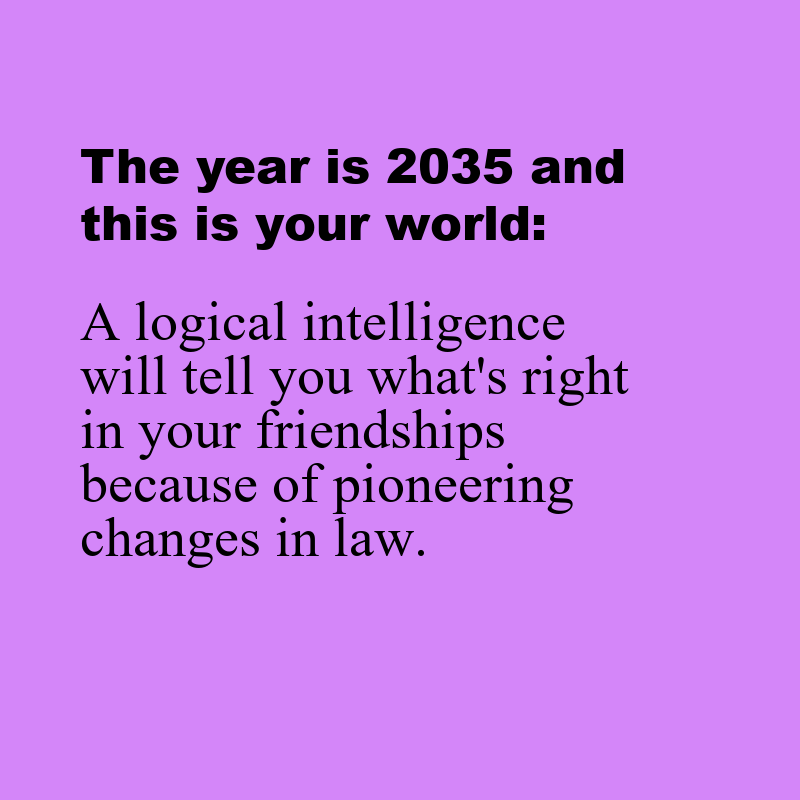 The year is 2035 and
this is your world:
A logical intelligence
will tell you what's right
in your friendships
because of pioneering
changes in law.